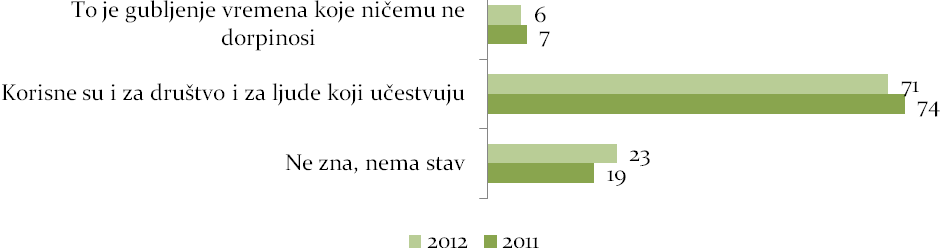 To je gubljenje vremena koje ničemu ne
dorpinosi
6
7
Korisne su i za društvo i za ljude koji učestvuju
71
74
Ne zna, nema stav
23
19
2012 2011